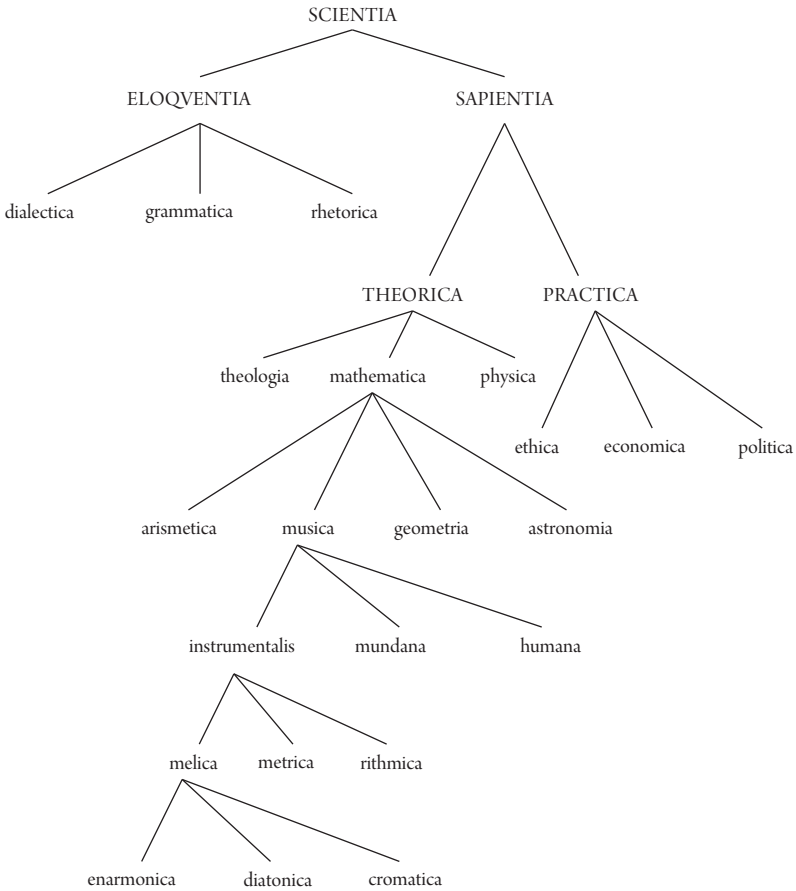 SCIENTIA
ELOQVENTIA SAPIENTIA
dialectica grammatica rhetorica
THEORICA PRACTICA
theologia mathematica physica
ethica economica politica
arismetica musica geometria astronomia
instrumentalis mundana humana
melica metrica rithmica
enarmonica diatonica cromatica